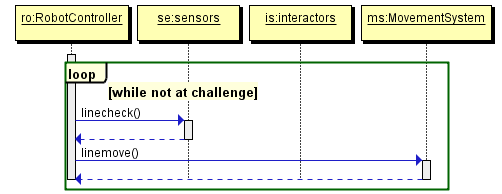 ro:RobotController se:sensors is:interactors ms:MovementSystem
loop
[while not at challenge]
linecheck()
linemove()